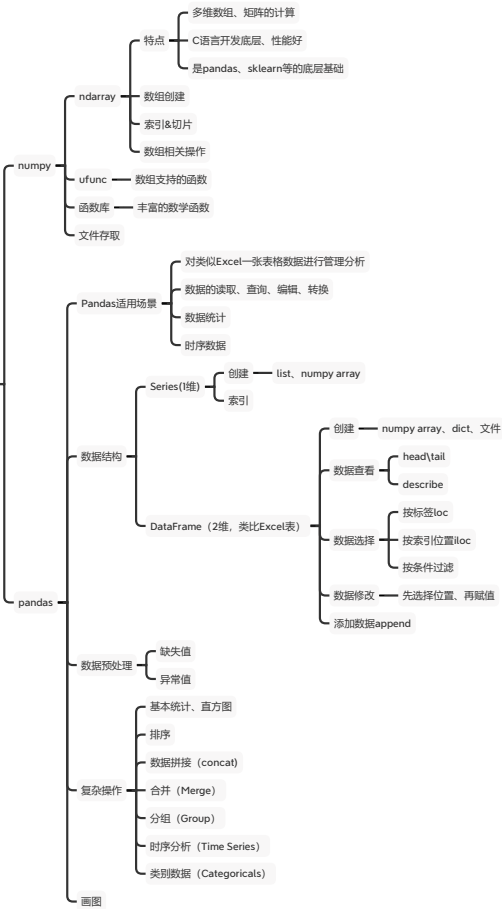 numpy
ndarray
特点
多维数组、矩阵的计算
C语言开发底层、性能好
是pandas、sklearn等的底层基础
数组创建
索引&切片
数组相关操作
ufunc
数组支持的函数
函数库
丰富的数学函数
文件存取
pandas
Pandas适用场景
对类似Excel一张表格数据进行管理分析
数据的读取、查询、编辑、转换
数据统计
时序数据
数据结构
Series(1维)
创建
list、numpy array
索引
DataFrame（2维，类比Excel表）
创建
numpy array、dict、文件
数据查看
head\tail
describe
数据选择
按标签loc
按索引位置iloc
按条件过滤
数据修改
先选择位置、再赋值
添加数据append
数据预处理
缺失值
异常值
复杂操作
基本统计、直方图
排序
数据拼接（concat)
合并（Merge）
分组（Group）
时序分析（Time Series）
类别数据（Categoricals）
画图